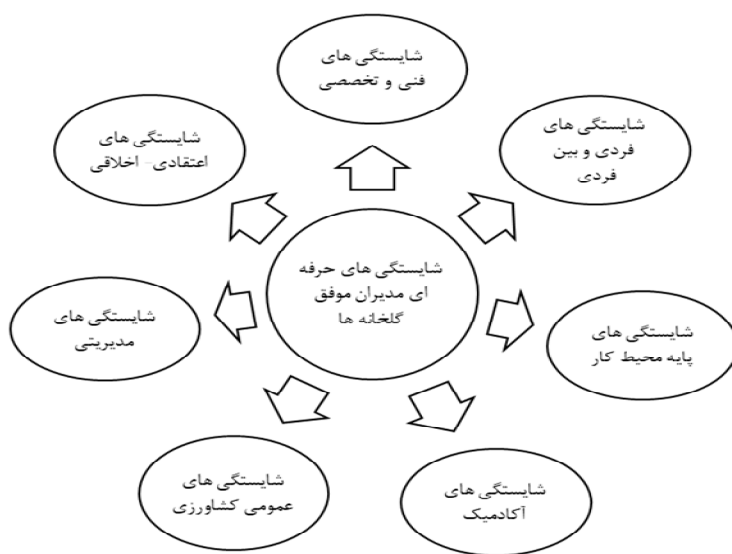 شایستگی های
فنی و تخصصی
شایستگی های
فردی و بین
فردی
شایستگی های
اعتقادی- اخلاقی
شایستگی های حرفه
ای مدیران موفق
گلخانه ها
شایستگی های
پایه محیط کار
شایستگی های
مدیریتی
شایستگی های
عمومی کشاورزی
شایستگی های
آکادمیک